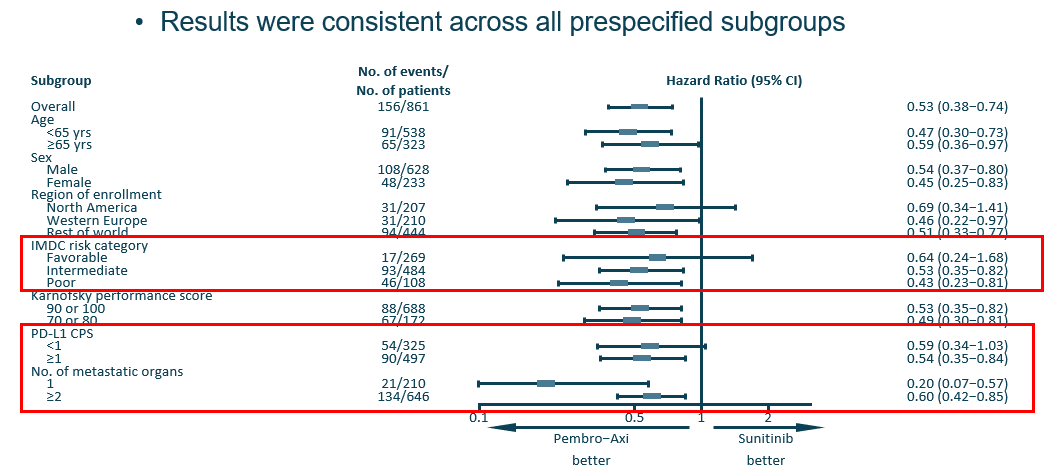 • Results were consistent across all prespecified subgroups
Subgroup No. of events/ No. of patients Hazard Ratio (95% CI)
Overall 156/861 0.53 (0.38–0.74)
Age
<65 yrs 91/538 0.47 (0.30–0.73)
≥65 yrs 65/323 0.59 (0.36–0.97)
Sex
Male 108/628 0.54 (0.37–0.80)
Female 48/233 0.45 (0.25–0.83)
Region of enrollment
North America 31/207 0.69 (0.34–1.41)
Western Europe 31/210 0.46 (0.22–0.97)
Rest of world 94/444 0.51 (0.33–0.77)
IMDC risk category
Favorable 17/269 0.64 (0.24–1.68)
Intermediate 93/484 0.53 (0.35–0.82)
Poor 46/108 0.43 (0.23–0.81)
Karnofsky performance score
90 or 100 88/688 0.53 (0.35–0.82)
70 or 80 67/172 0.49 (0.30–0.81)
PD-L1 CPS
<1 54/325 0.59 (0.34–1.03)
≥1 90/497 0.54 (0.35–0.84)
No. of metastatic organs
1 21/210 0.20 (0.07–0.57)
≥2 134/646 0.60 (0.42–0.85)
0.1 0.5 1 2
Pembro–Axi Sunitinib
better better